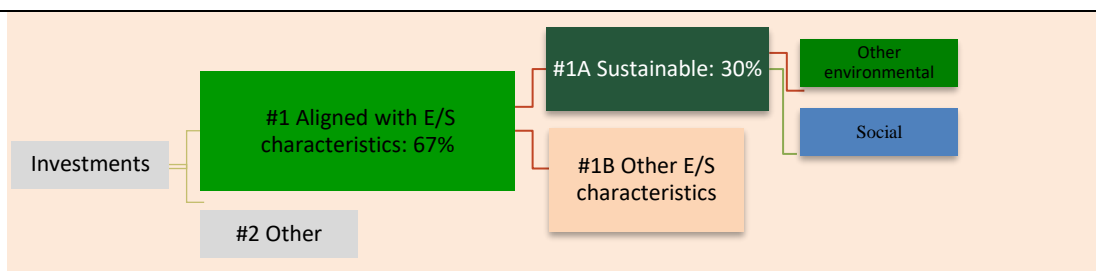 Investments
#1 Aligned with E/S
characteristics: 67%
#2 Other
#1A Sustainable: 30%
#1B Other E/S
characteristics
Other
environmental
Social